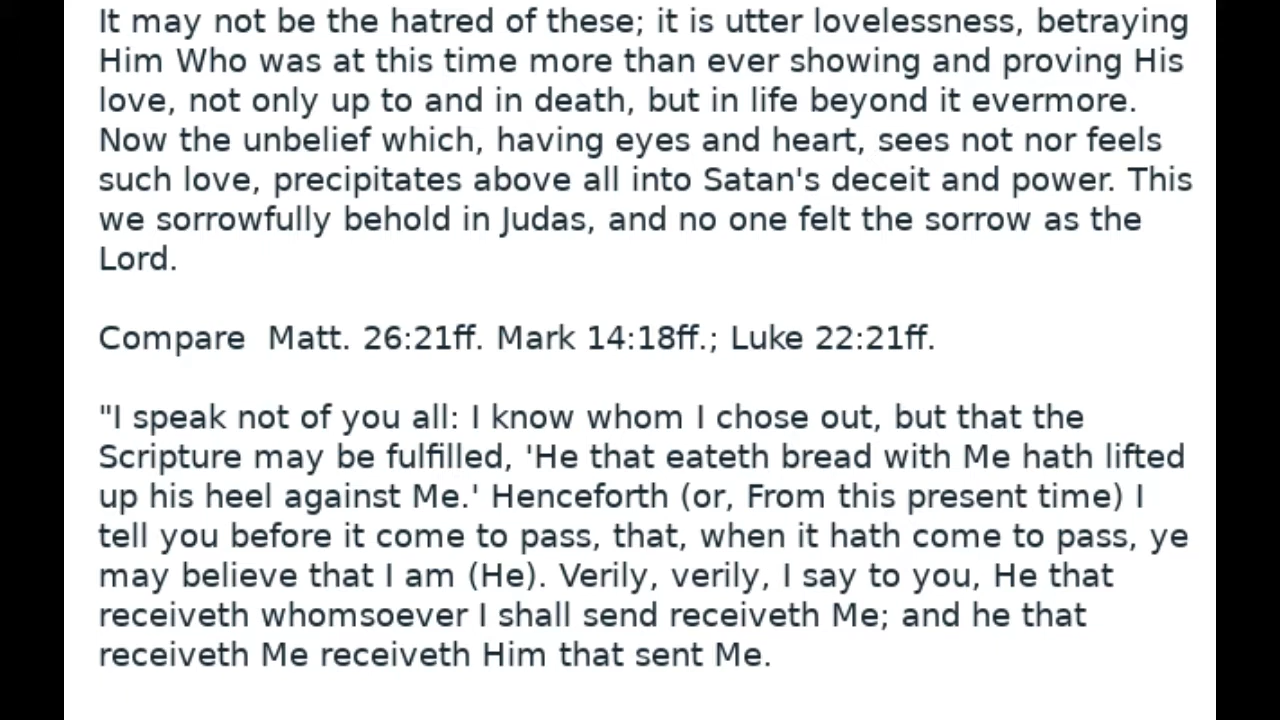 It may not be the hatred of these; it is utter lovelessness, betraying
Him Who was at this time more than ever showing and proving His
love, not only up to and in death, but in life beyond it evermore.
Now the unbelief which, having eyes and heart, sees not nor feels
such love, precipitates above all into Satan's deceit and power. This
we sorrowfully behold in Judas, and no one felt the sorrow as the
Lord.
Compare  Matt. 26:21ff. Mark 14:18ff.; Luke 22:21ff.
"I speak not of you all: I know whom I chose out, but that the
Scripture may be fulfilled, 'He that eateth bread with Me hath lifted
up his heel against Me.' Henceforth (or, From this present time) I
tell you before it come to pass, that, when it hath come to pass, ye
may believe that I am (He). Verily, verily, I say to you, He that
receiveth whomsoever I shall send receiveth Me; and he that
receiveth Me receiveth Him that sent Me.